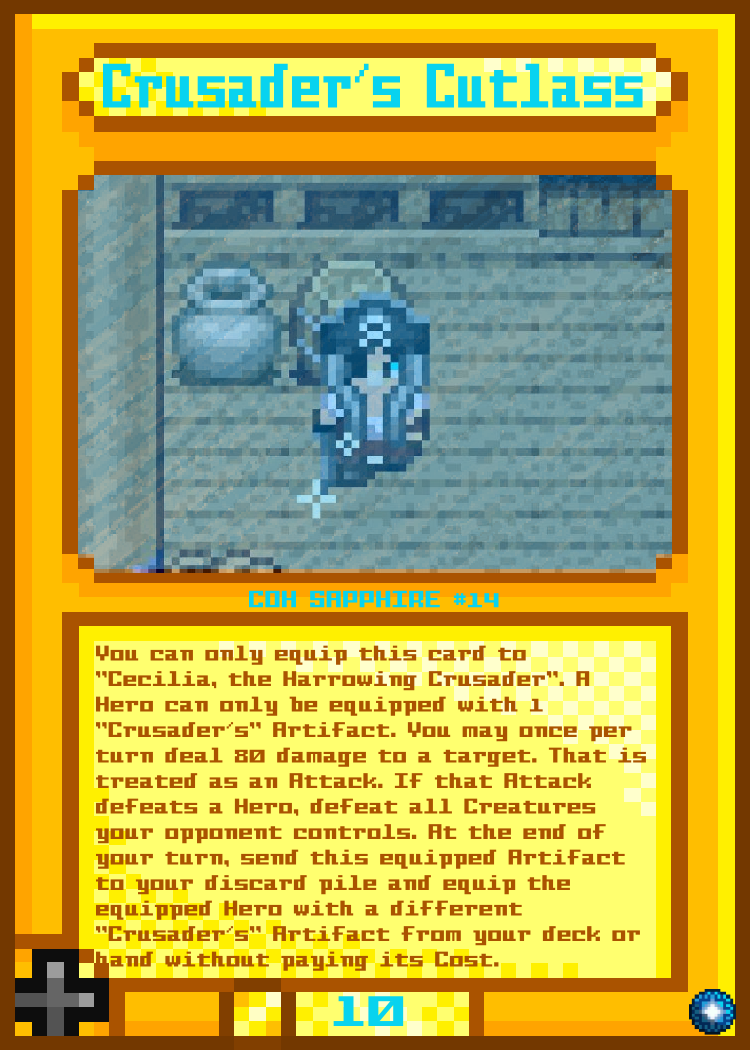 Crusader's Cutlass
COH SAPPHIRE #14
You can only equip this card to
"Cecilia, the Harrowing Crusader". A
Hero can only be equipped with 1
"Crusader's" Artifact. You may once per
turn deal 80 damage to a target. That is
treated as an Attack. If that Attack
defeats a Hero, defeat all Creatures
your opponent controls. At the end of
your turn, send this equipped Artifact
to your discard pile and equip the
equipped Hero with a different
"Crusader's" Artifact from your deck or
hand without paying its Cost.
10